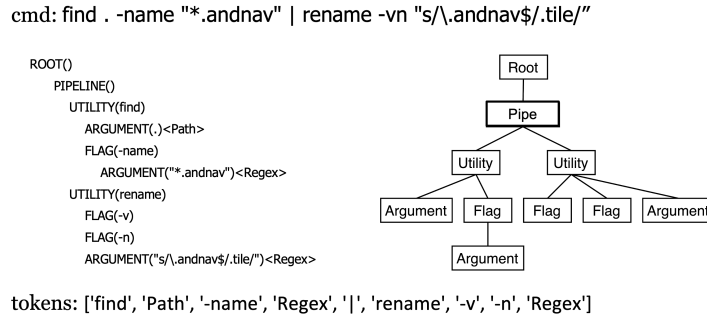 cmd: find . -name "*.andnav" | rename -vn "s/\.andnav$/.tile/"
ROOT()
PIPELINE()
UTILITY(find)
ARGUMENT(.)<Path>
FLAG(-name)
ARGUMENT("*.andnav")<Regex>
UTILITY(rename)
FLAG(-v)
FLAG(-n)
ARGUMENT("s/\.andnav$/.tile/")<Regex>
Root
Pipe
Utility Utility
Argument Flag Flag Flag Argument
Argument
tokens: ['find', 'Path', '-name', 'Regex', '|', 'rename', '-v', '-n', 'Regex']